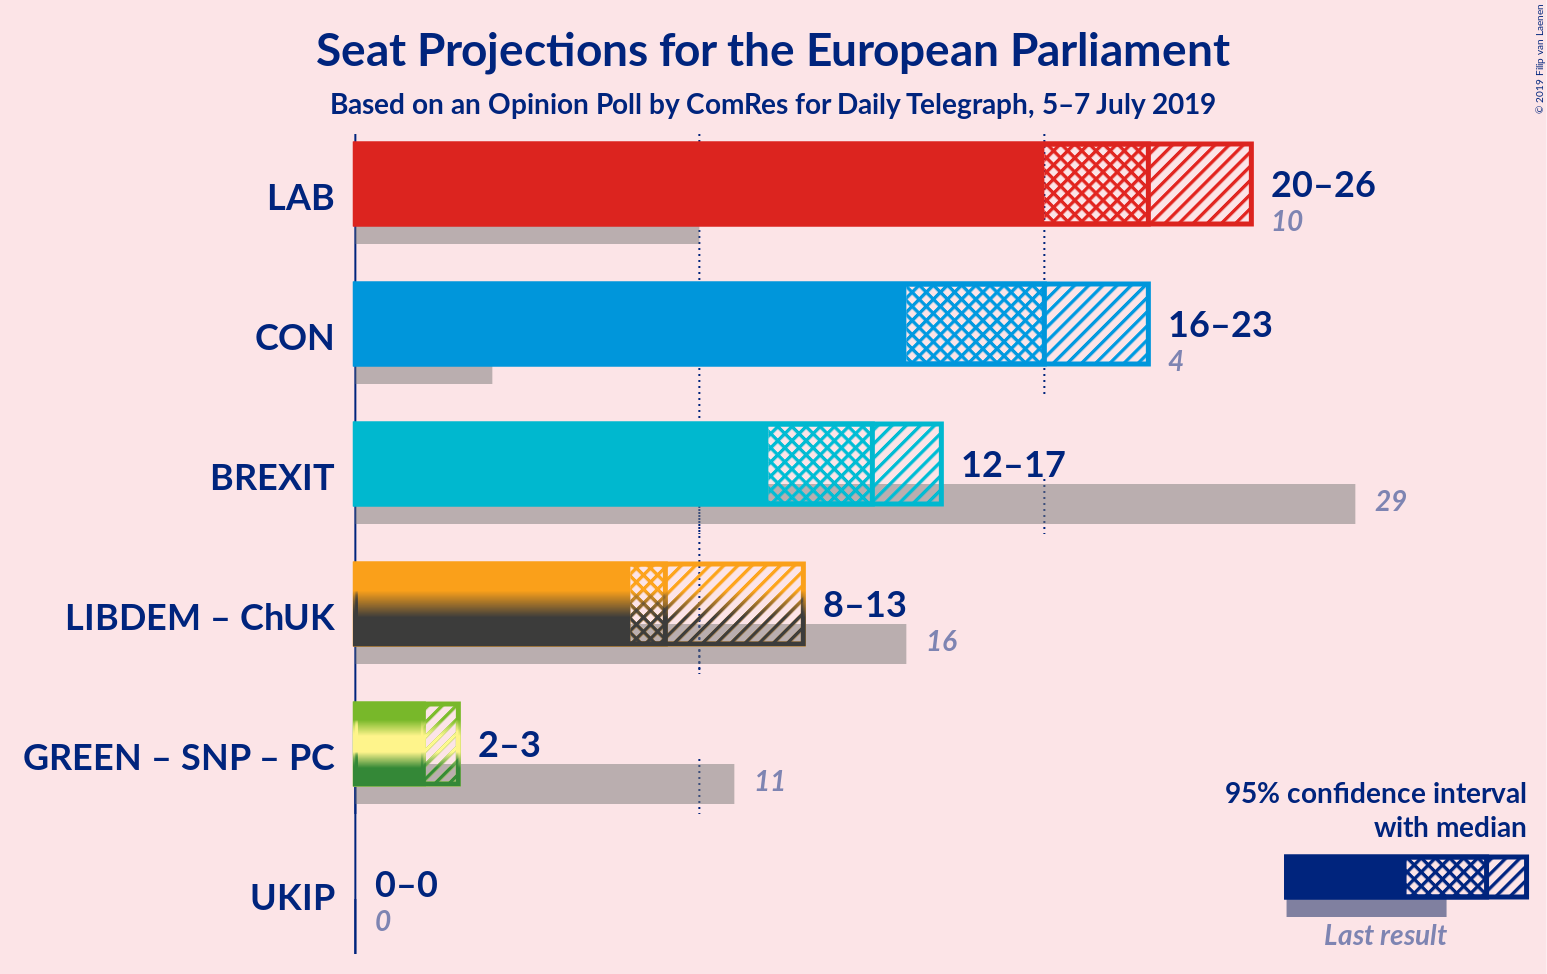 Seat Projections for the European Parliament
Based on an Opinion Poll by ComRes for Daily Telegraph, 5–7 July 2019
© 2019 Filip van Laenen
LAB
20–26
10
CON
16–23
4
BREXIT
12–17
29
LIBDEM – ChUK
8–13
16
GREEN – SNP – PC
2–3
11
UKIP
0–0
0
95% confidence interval
with median
Last result